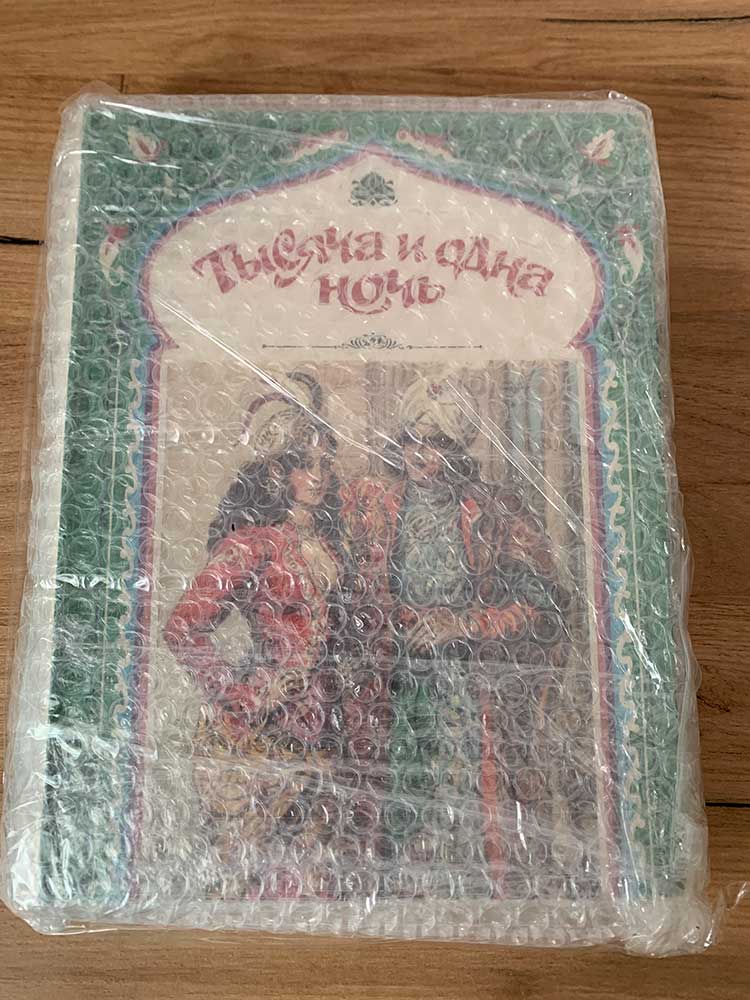 Тысяча и одна
ночь